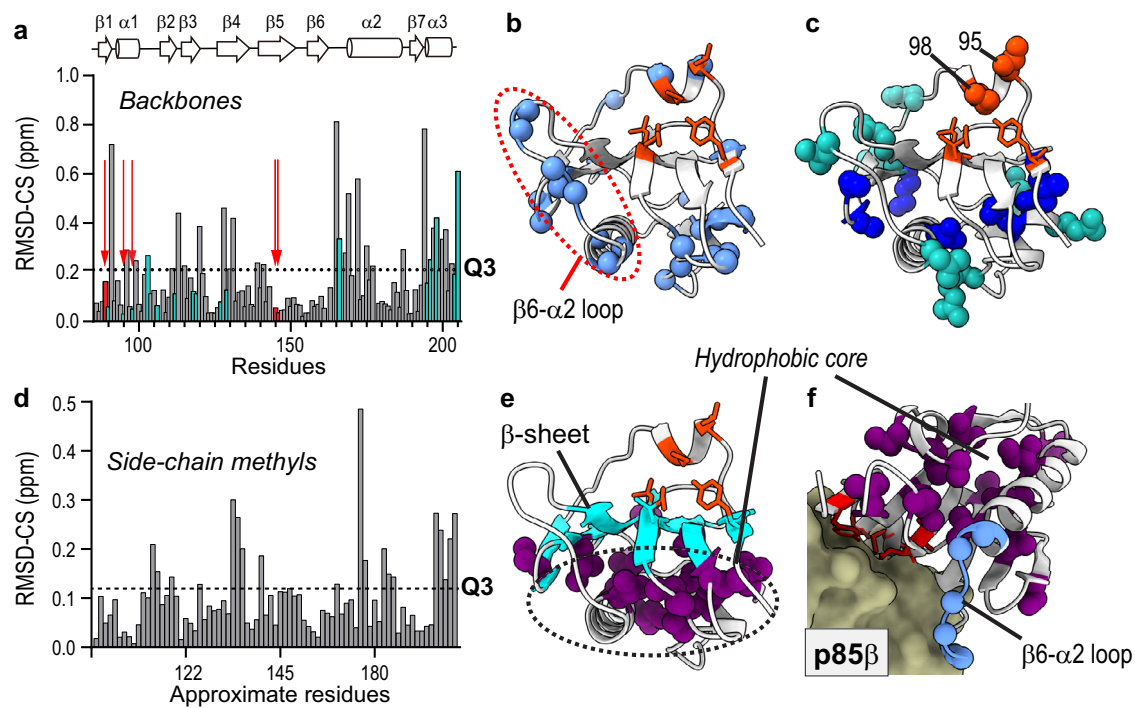 a
β1 α1 β2 β3 β4 β5 β6 α2 β7 α3
Backbones
RMSD-CS (ppm)
1.0
0.8
0.6
0.4
0.2
0.0
Q3
100 150 200
Residues
b
β6-α2 loop
c
98 95
d
Side-chain methyls
RMSD-CS (ppm)
0.5
0.4
0.3
0.2
0.1
0.0
Q3
122 145 180
Approximate residues
Hydrophobic core
e
β-sheet
f
p85β
β6-α2 loop